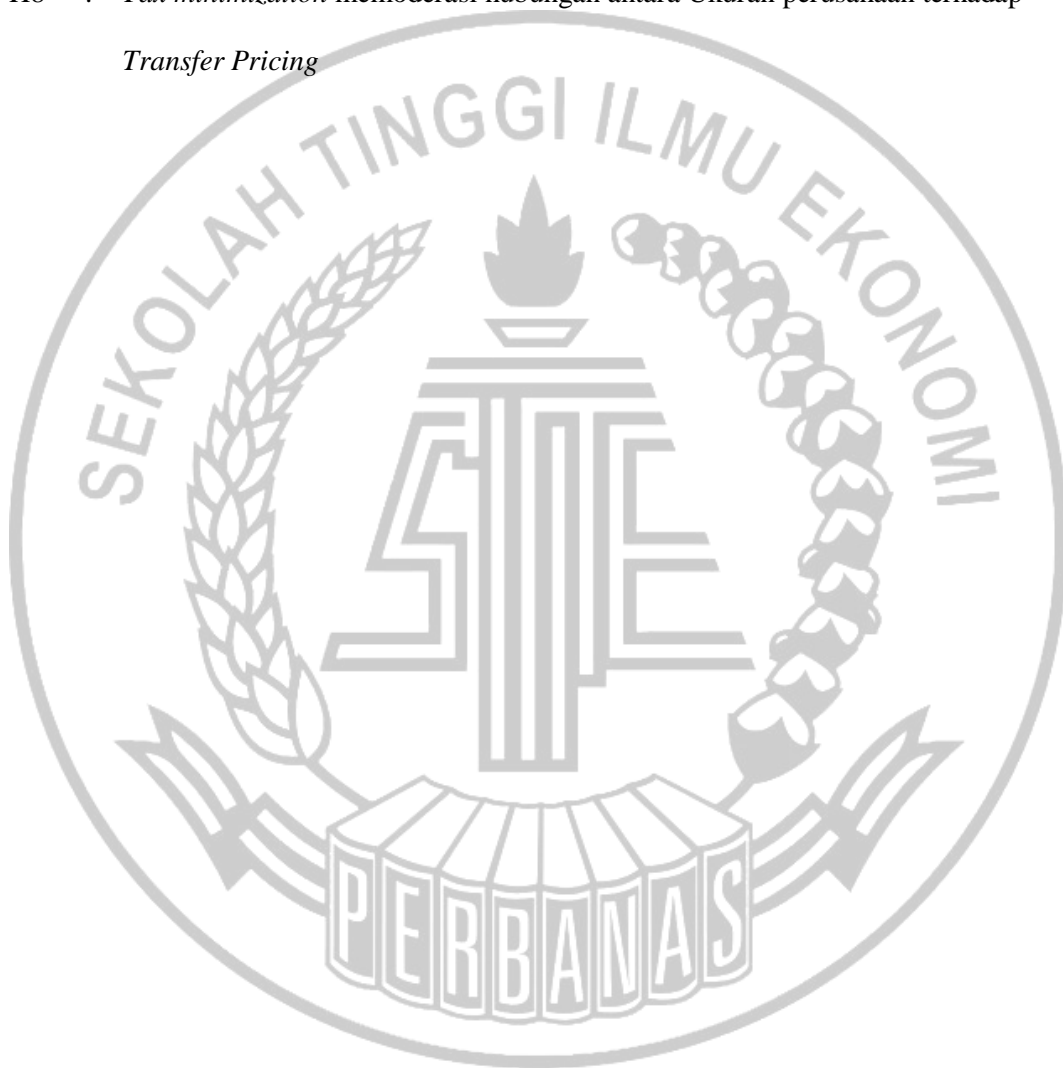 : Tax minimization memoderasi hubungan antara Ukuran perusahaan terhadap
Transfer Pricing
SEKOLAH TINGGI ILMU EKONOMI
STIE
PERBANAS